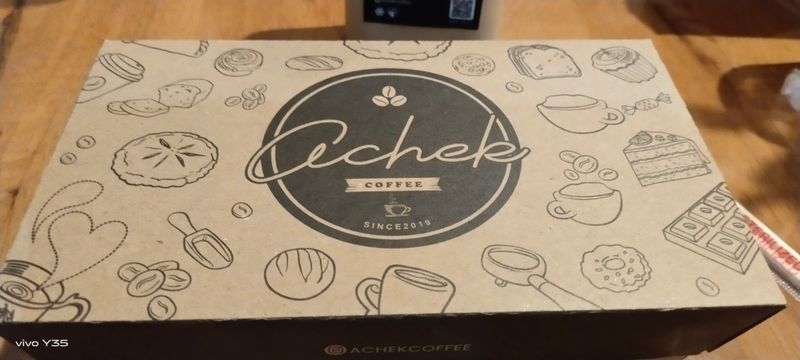 achek
COFFEE
SINCE2019
ACHEKCOFFEE
vivo Y35